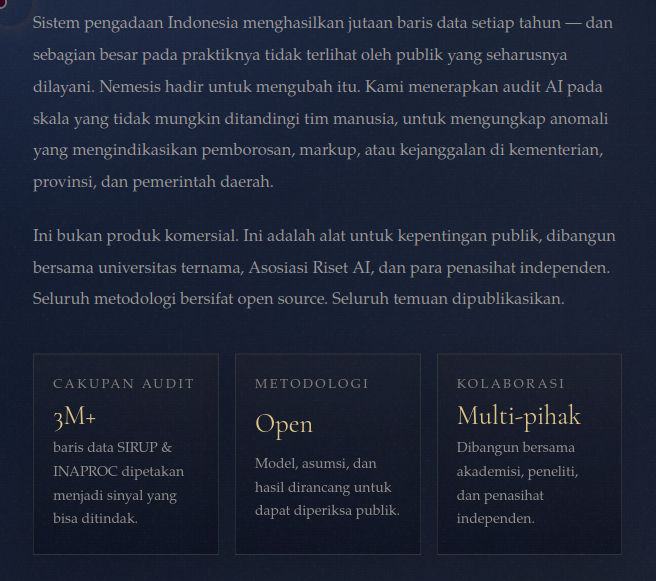 Sistem pengadaan Indonesia menghasilkan jutaan baris data setiap tahun — dan
sebagian besar pada praktiknya tidak terlihat oleh publik yang seharusnya
dilayani. Nemesis hadir untuk mengubah itu. Kami menerapkan audit AI pada
skala yang tidak mungkin ditandingi tim manusia, untuk mengungkap anomali
yang mengindikasikan pemborosan, markup, atau kejanggalan di kementerian,
provinsi, dan pemerintah daerah.
Ini bukan produk komersial. Ini adalah alat untuk kepentingan publik, dibangun
bersama universitas ternama, Asosiasi Riset AI, dan para penasihat independen.
Seluruh metodologi bersifat open source. Seluruh temuan dipublikasikan.
CAKUPAN AUDIT
3M+
baris data SIRUP &
INAPROC dipetakan
menjadi sinyal yang
bisa ditindak.
METODOLOGI
Open
Model, asumsi, dan
hasil dirancang untuk
dapat diperiksa publik.
KOLABORASI
Multi-pihak
Dibangun bersama
akademisi, peneliti,
dan penasihat
independen.